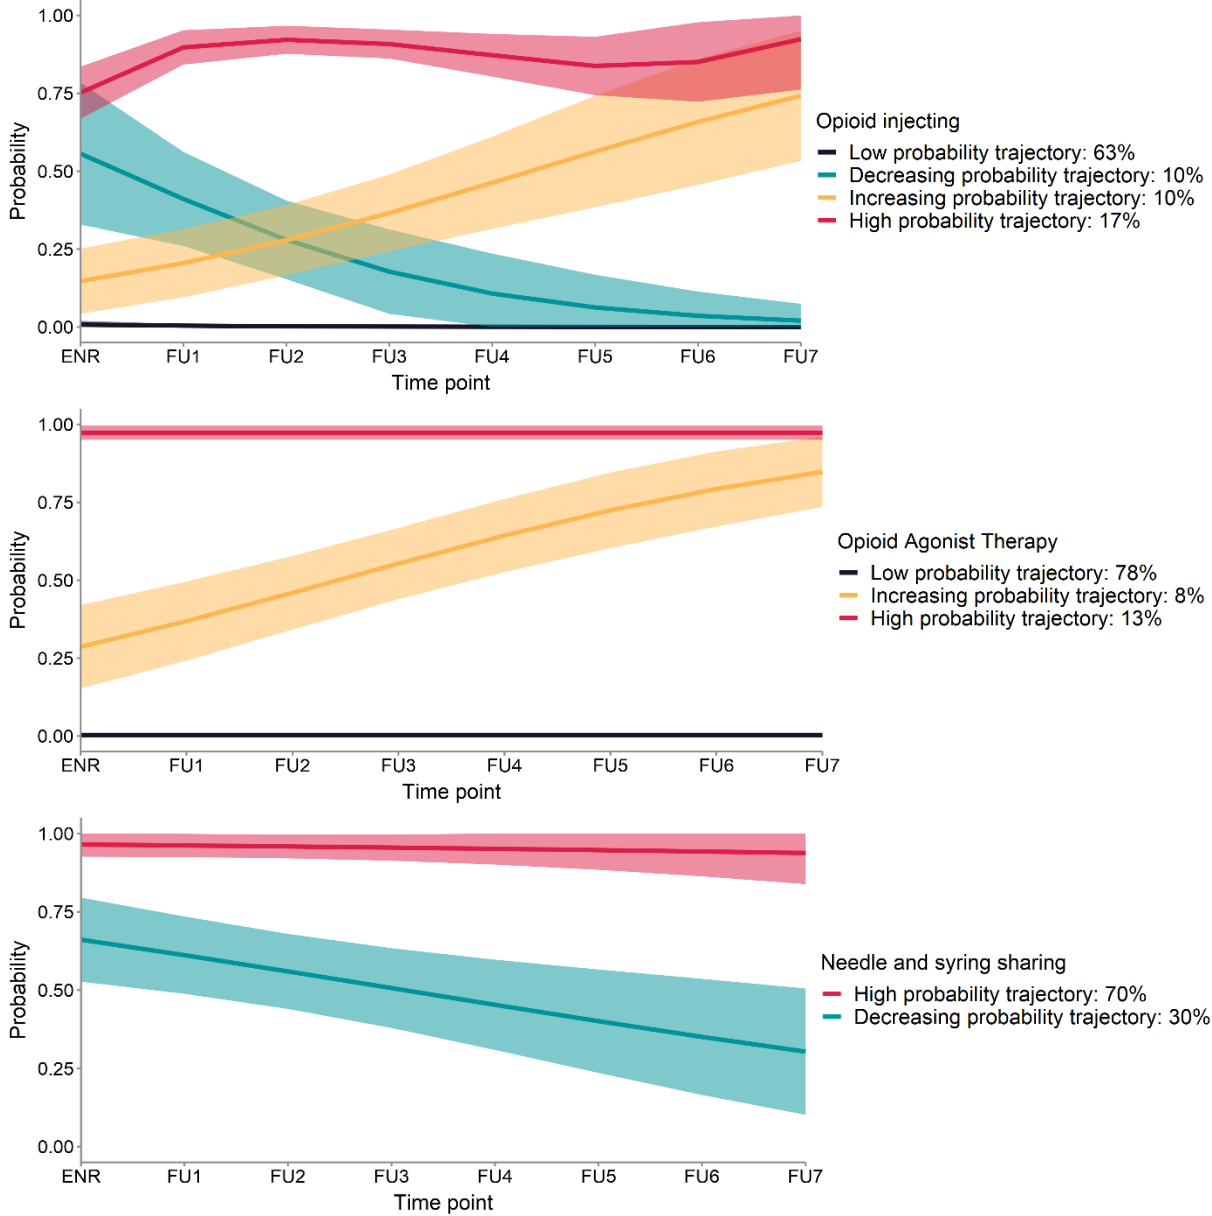 1.00
0.75
0.50
0.25
0.00
Probability
ENR FU1 FU2 FU3 FU4 FU5 FU6 FU7
Time point
Opioid injecting
Low probability trajectory: 63%
Decreasing probability trajectory: 10%
Increasing probability trajectory: 10%
High probability trajectory: 17%
1.00
0.75
0.50
0.25
0.00
Probability
ENR FU1 FU2 FU3 FU4 FU5 FU6 FU7
Time point
Opioid Agonist Therapy
Low probability trajectory: 78%
Increasing probability trajectory: 8%
High probability trajectory: 13%
1.00
0.75
0.50
0.25
0.00
Probability
ENR FU1 FU2 FU3 FU4 FU5 FU6 FU7
Time point
Needle and syring sharing
High probability trajectory: 70%
Decreasing probability trajectory: 30%